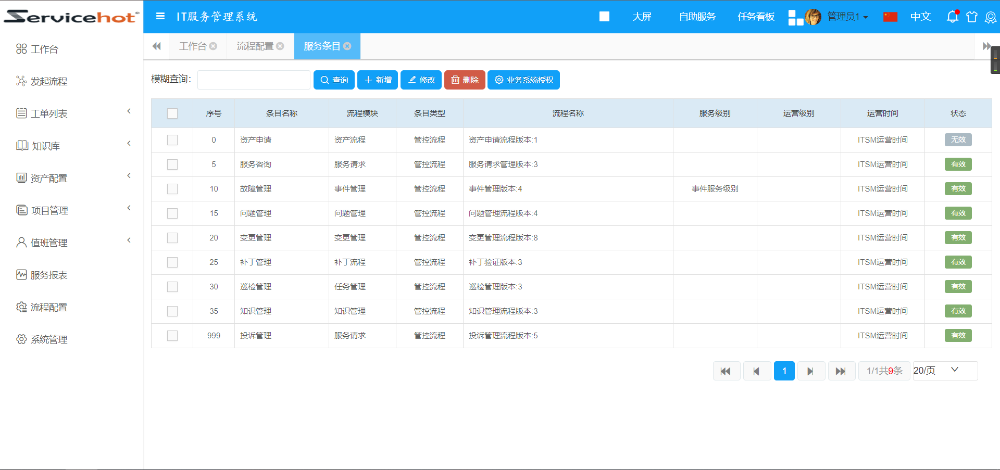 Servicehot®
IT服务管理系统 大屏 自助服务 任务看板 管理员1 中文
工作台
发起流程
工单列表
知识库
资产配置
项目管理
值班管理
服务报表
流程配置
系统管理
工作台 流程配置 服务条目
模糊查询： 查询 新增 修改 删除 业务系统授权
序号 条目名称 流程模块 条目类型 流程名称 服务级别 运营级别 运营时间 状态
0 资产申请 资产流程 管控流程 资产申请流程版本:1 ITSM运营时间 无效
5 服务咨询 服务请求 管控流程 服务请求管理版本:3 ITSM运营时间 有效
10 故障管理 事件管理 管控流程 事件管理版本:4 事件服务级别 ITSM运营时间 有效
15 问题管理 问题管理 管控流程 问题管理流程版本:4 ITSM运营时间 有效
20 变更管理 变更管理 管控流程 变更管理流程版本:8 ITSM运营时间 有效
25 补丁管理 补丁流程 管控流程 补丁验证版本:3 ITSM运营时间 有效
30 巡检管理 任务管理 管控流程 巡检管理版本:3 ITSM运营时间 有效
35 知识管理 知识管理 管控流程 知识管理流程版本:3 ITSM运营时间 有效
999 投诉管理 服务请求 管控流程 投诉管理流程版本:5 ITSM运营时间 有效
1 1/1共9条 20/页